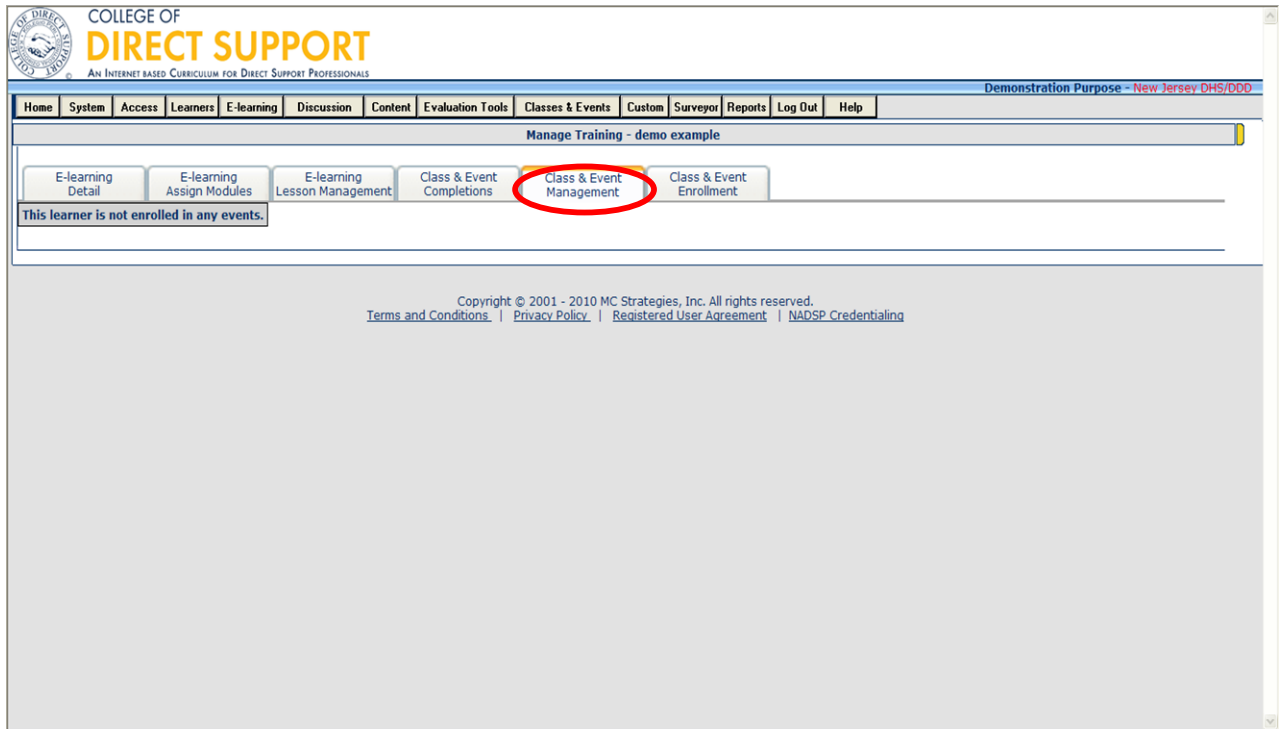 COLLEGE OF
DIRECT SUPPORT
AN INTERNET BASED CURRICULUM FOR DIRECT SUPPORT PROFESSIONALS
Demonstration Purpose - New Jersey DHS/DDD
Home System Access Learners E-learning Discussion Content Evaluation Tools Classes & Events Custom Surveyor Reports Log Out Help
Manage Training - demo example
E-learning Detail
E-learning Assign Modules
E-learning Lesson Management
Class & Event Completions
Class & Event Management
Class & Event Enrollment
This learner is not enrolled in any events.
Copyright © 2001 - 2010 MC Strategies, Inc. All rights reserved.
Terms and Conditions | Privacy Policy | Registered User Agreement | NADSP Credentialing